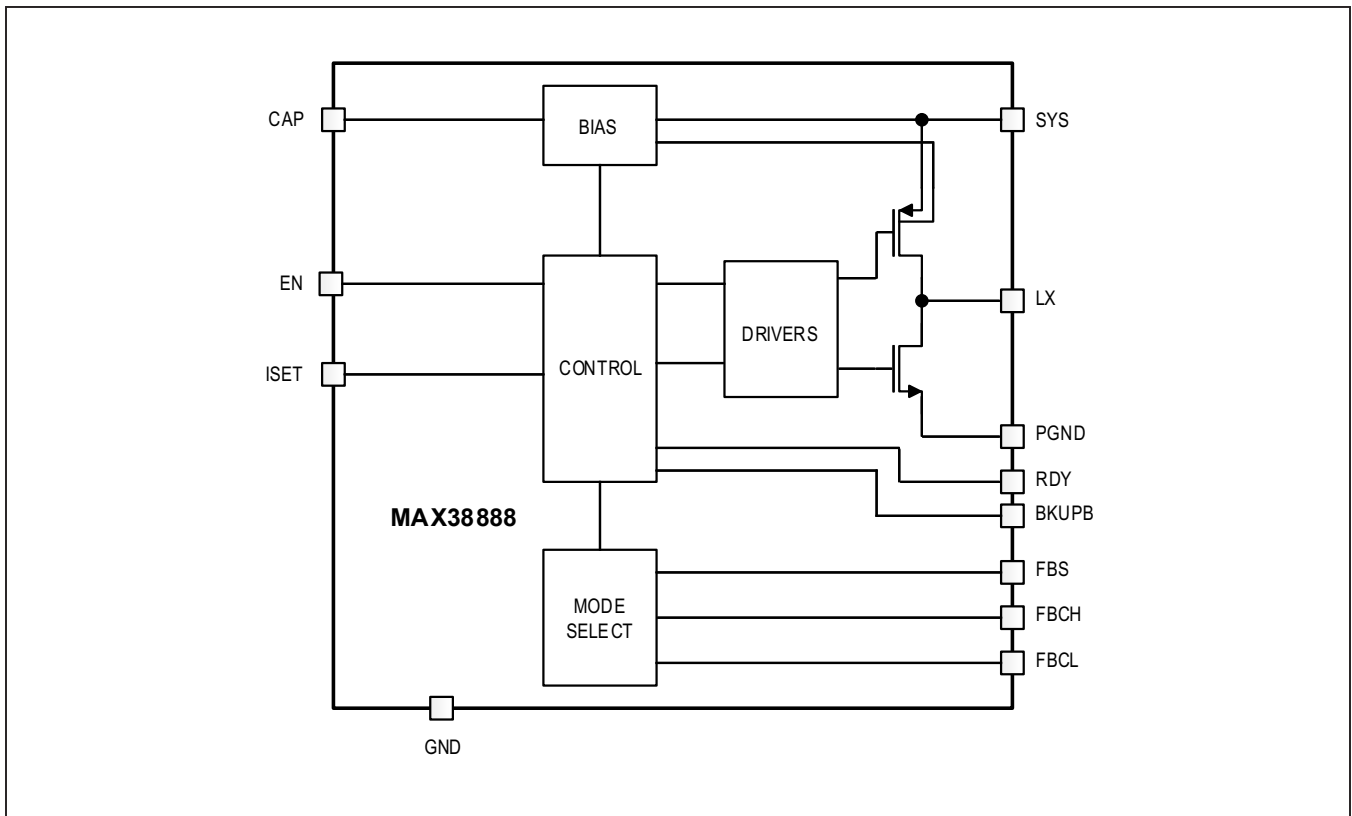 CAP
BIAS
SYS
EN
LX
DRIVERS
ISET
CONTROL
PGND
RDY
MAX38888
BKUPB
FBS
MODE
SELECT
FBCH
FBCL
GND